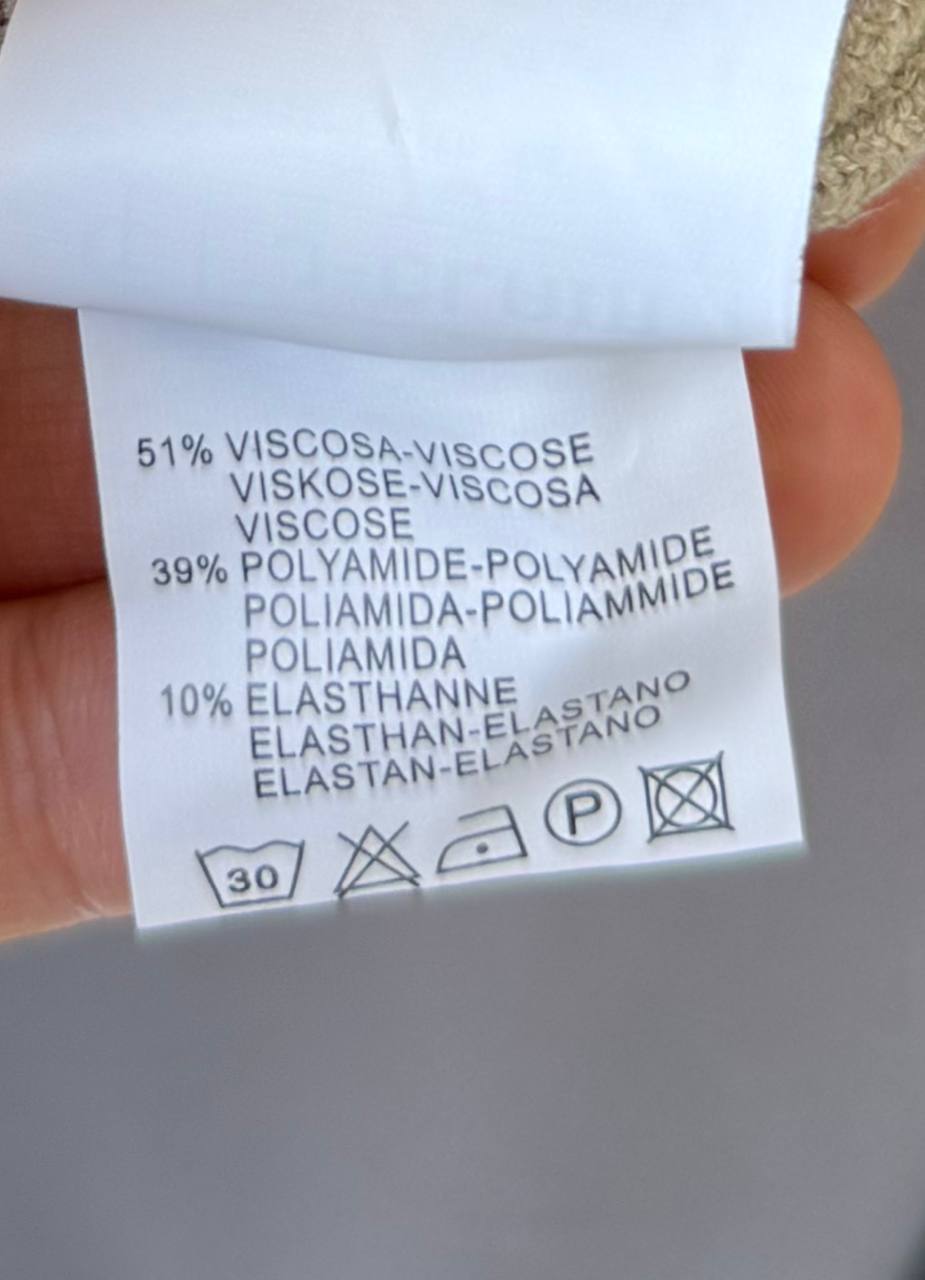 51% VISCOSA-VISCOSE
VISKOSE-VISCOSA
VISCOSE
39% POLYAMIDE-POLYAMIDE
POLIAMIDA-POLIAMMIDE
POLIAMIDA
10% ELASTHANNE
ELASTHAN-ELASTANO
ELASTAN-ELASTANO
30 P